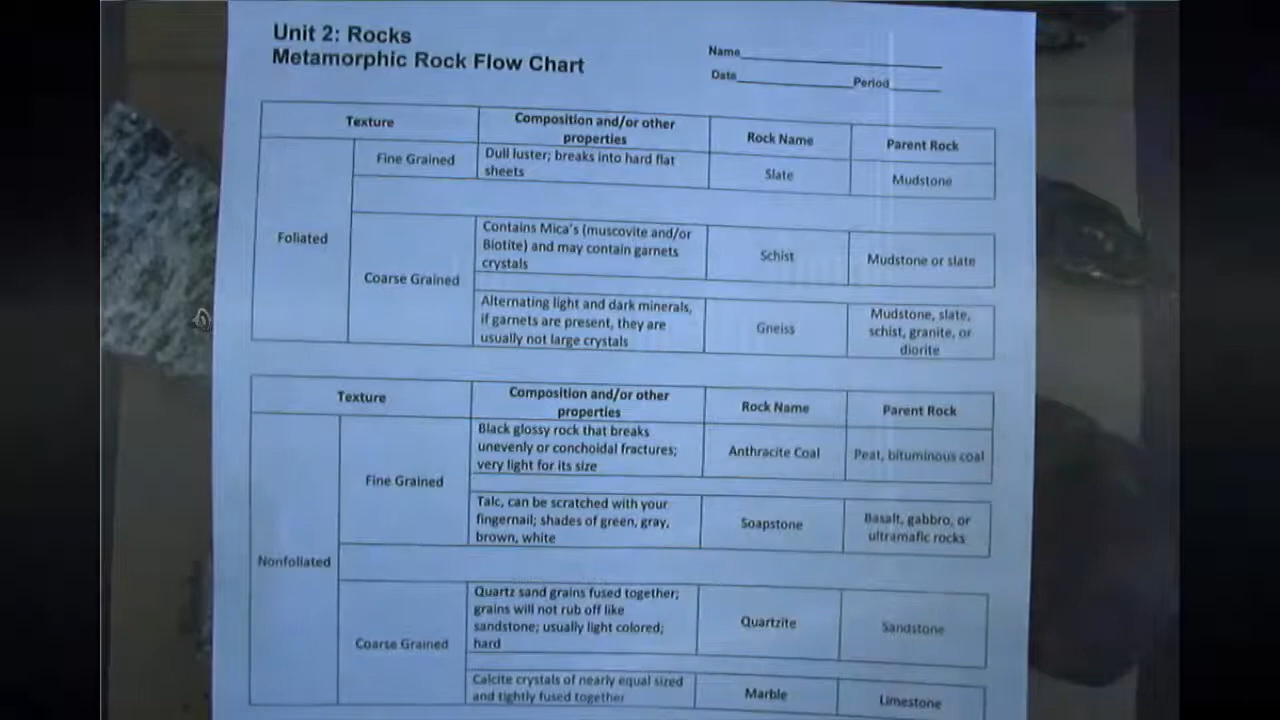 Unit 2: Rocks
Metamorphic Rock Flow Chart
Name
Date Period
Texture
Composition and/or other
properties
Rock Name
Parent Rock
Foliated
Fine Grained
Dull luster; breaks into hard flat
sheets
Slate
Mudstone
Coarse Grained
Contains Mica's (muscovite and/or
Biotite) and may contain garnets
crystals
Schist
Mudstone or slate
Alternating light and dark minerals,
if garnets are present, they are
usually not large crystals
Gneiss
Mudstone, slate,
schist, granite, or
diorite
Texture
Composition and/or other
properties
Rock Name
Parent Rock
Nonfoliated
Fine Grained
Black glossy rock that breaks
unevenly or conchoidal fractures;
very light for its size
Anthracite Coal
Peat, bituminous coal
Talc, can be scratched with your
fingernail; shades of green, gray,
brown, white
Soapstone
Basalt, gabbro, or
ultramafic rocks
Coarse Grained
Quartz sand grains fused together;
grains will not rub off like
sandstone; usually light colored;
hard
Quartzite
Sandstone
Calcite crystals of nearly equal sized
and tightly fused together
Marble
Limestone